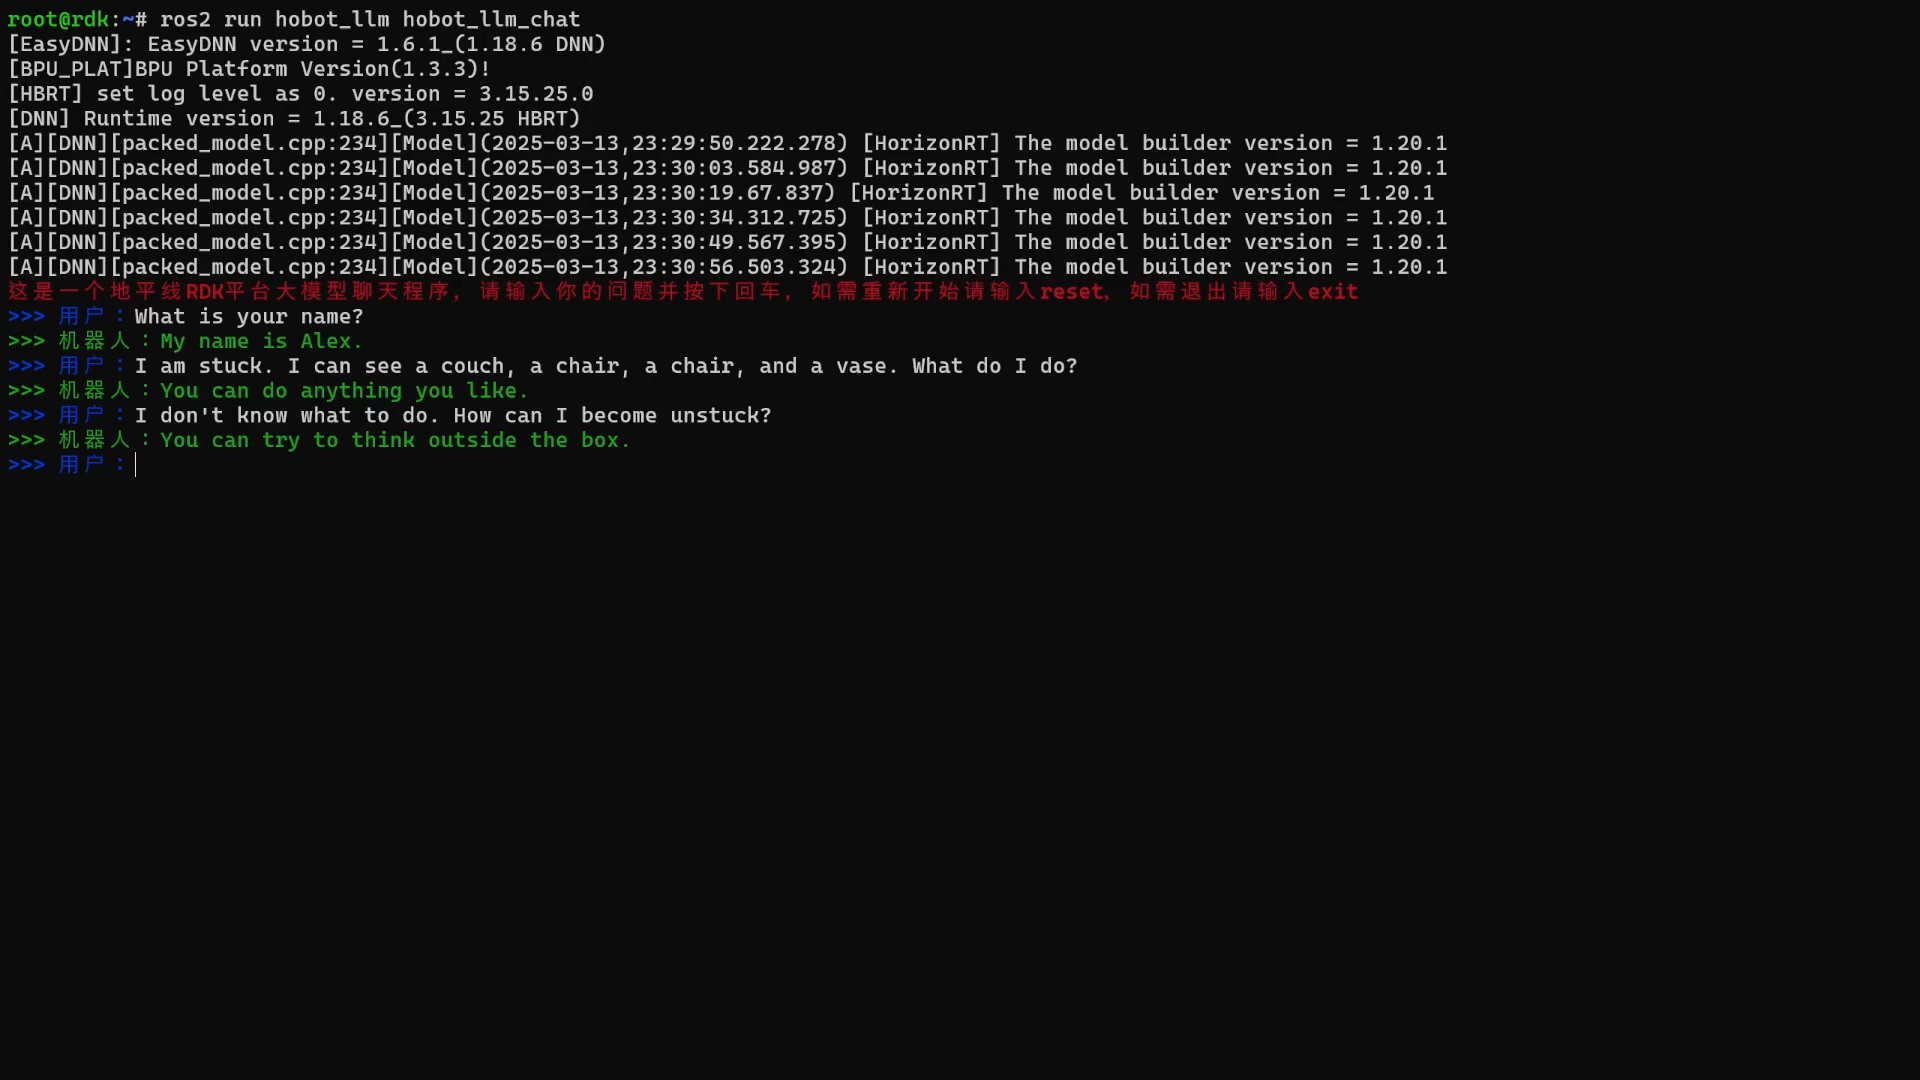 root@rdk:~# ros2 run hobot_llm hobot_llm_chat
[EasyDNN]: EasyDNN version = 1.6.1_(1.18.6 DNN)
[BPU_PLAT]BPU Platform Version(1.3.3)!
[HBRT] set log level as 0. version = 3.15.25.0
[DNN] Runtime version = 1.18.6_(3.15.25 HBRT)
[A][DNN][packed_model.cpp:234][Model](2025-03-13,23:29:50.222.278) [HorizonRT] The model builder version = 1.20.1
[A][DNN][packed_model.cpp:234][Model](2025-03-13,23:30:03.584.987) [HorizonRT] The model builder version = 1.20.1
[A][DNN][packed_model.cpp:234][Model](2025-03-13,23:30:19.67.837) [HorizonRT] The model builder version = 1.20.1
[A][DNN][packed_model.cpp:234][Model](2025-03-13,23:30:34.312.725) [HorizonRT] The model builder version = 1.20.1
[A][DNN][packed_model.cpp:234][Model](2025-03-13,23:30:49.567.395) [HorizonRT] The model builder version = 1.20.1
[A][DNN][packed_model.cpp:234][Model](2025-03-13,23:30:56.503.324) [HorizonRT] The model builder version = 1.20.1
这是一个地平线RDK平台大模型聊天程序，请输入你的问题并按下回车，如需重新开始请输入reset，如需退出请输入exit
>>> 用户：What is your name?
>>> 机器人：My name is Alex.
>>> 用户：I am stuck. I can see a couch, a chair, a chair, and a vase. What do I do?
>>> 机器人：You can do anything you like.
>>> 用户：I don't know what to do. How can I become unstuck?
>>> 机器人：You can try to think outside the box.
>>> 用户：